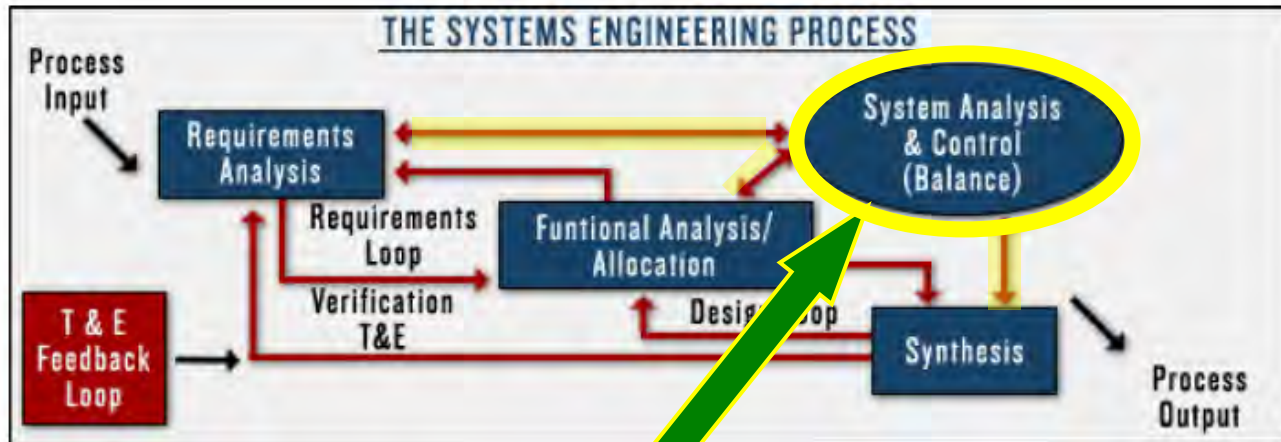 THE SYSTEMS ENGINEERING PROCESS
Process
Input
Requirements
Analysis
System Analysis
& Control
(Balance)
Requirements
Loop
Funtional Analysis/
Allocation
Verification
T&E
T & E
Feedback
Loop
Synthesis
Process
Output